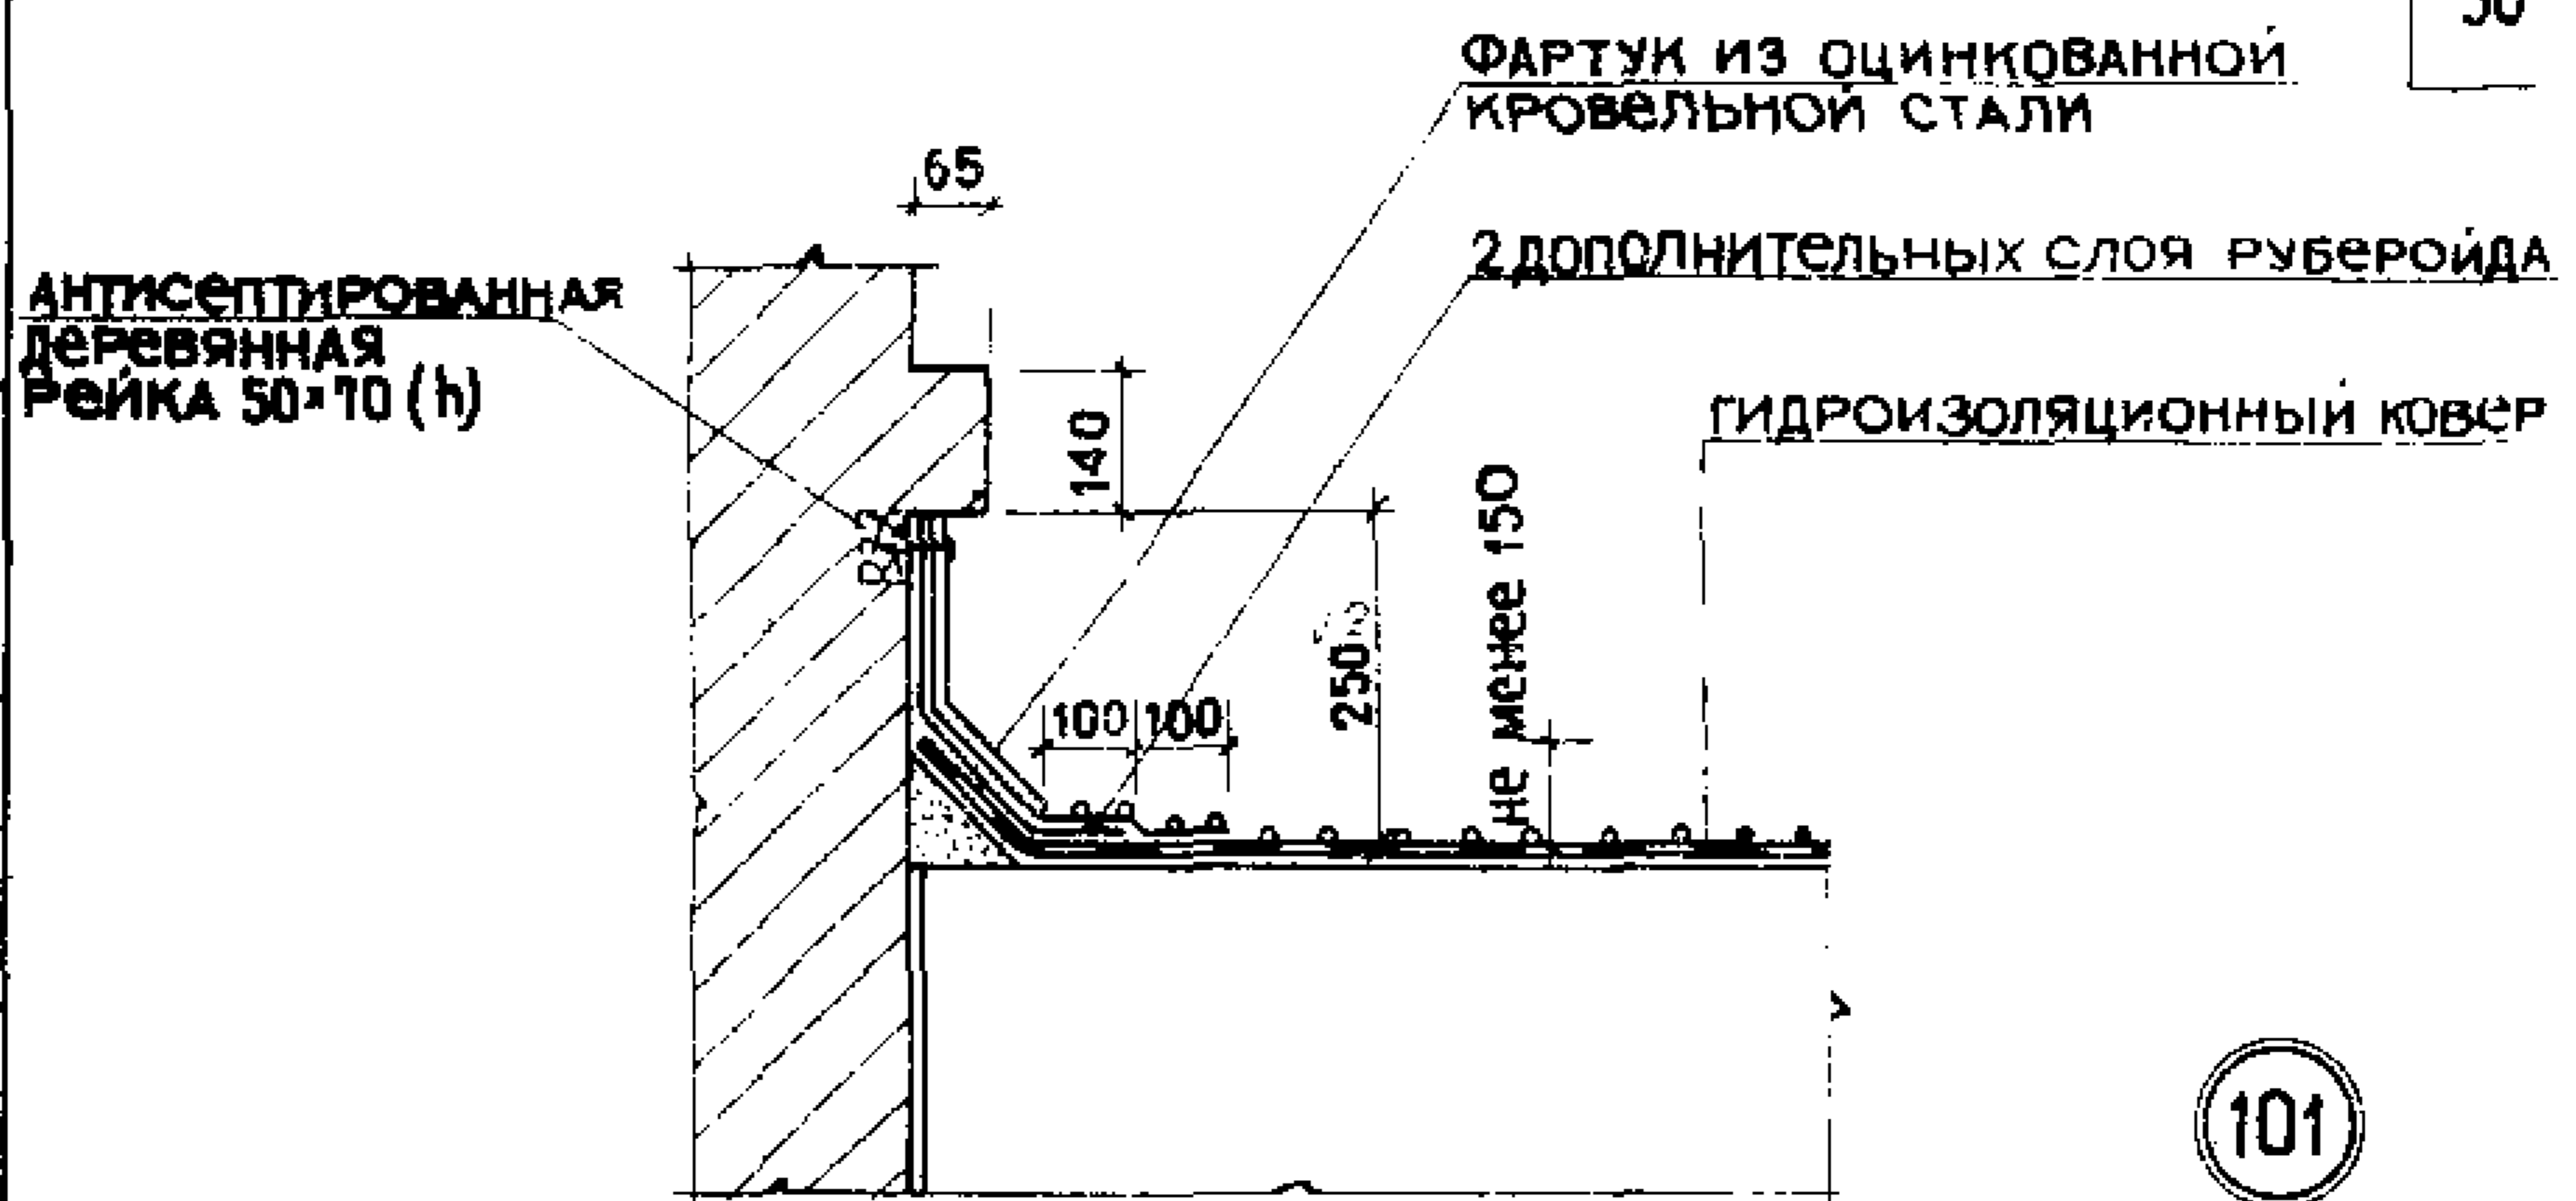 ФАРТУК ИЗ ОЦИНКОВАННОЙ
КРОВЕЛЬНОЙ СТАЛИ
65
2 ДОПОЛНИТЕЛЬНЫХ СЛОЯ РУБЕРОЙДА
АНТИСЕПТИРОВАННАЯ
ДЕРЕВЯННАЯ
РЕЙКА 50×70 (h)
ГИДРОИЗОЛЯЦИОННЫЙ КОВЕР
140
не менее 150
250
100 100
101